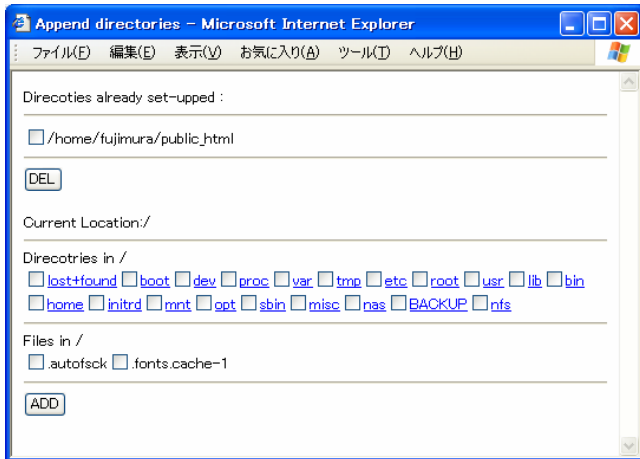 Append directories - Microsoft Internet Explorer
ファイル(F) 編集(E) 表示(V) お気に入り(A) ツール(T) ヘルプ(H)
Direcoties already set-upped :
/home/fujimura/public_html
DEL
Current Location:/
Direcotries in /
lost+found boot dev proc var tmp etc root usr lib bin
home initrd mnt opt sbin misc nas BACKUP nfs
Files in /
.autofsck .fonts.cache-1
ADD